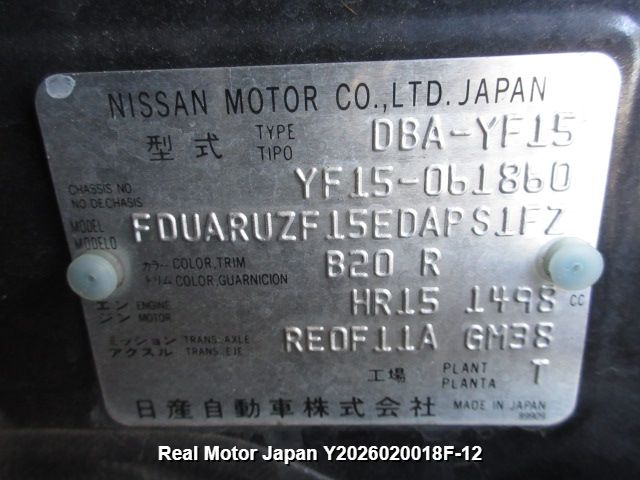 NISSAN MOTOR CO.,LTD. JAPAN
型式 TYPE TIPO DBA-YF15
CHASSIS NO. NO DE CHASIS YF15-061860
MODEL MODELO FDUARUZF15EDAPS1FZ
カラー COLOR,TRIM トリム COLOR,GUARNICION B20 R
エンジン ENGINE MOTOR HR15 1498 CC
ミッション アクスル TRANS. AXLE TRANS. EJE RE0F11A GM38
工場 PLANT PLANTA T
日産自動車株式会社 MADE IN JAPAN
89909
Real Motor Japan Y2026020018F-12